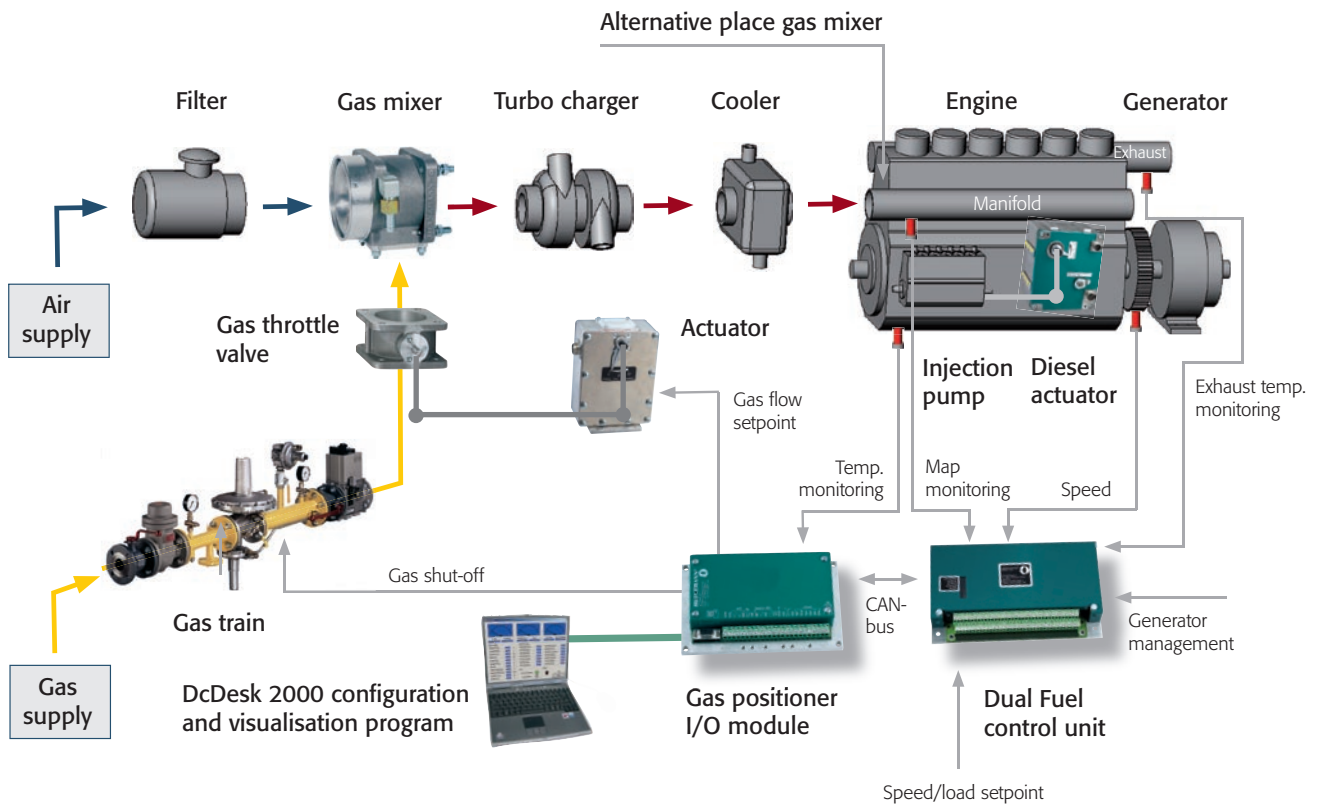 Alternative place gas mixer
Filter
Gas mixer
Turbo charger
Cooler
Engine
Generator
Exhaust
Manifold
Air
supply
Gas throttle
valve
Actuator
Injection
pump
Diesel
actuator
Exhaust temp.
monitoring
Gas flow
setpoint
Temp.
monitoring
Map
monitoring
Speed
Gas shut-off
Gas train
CAN-
bus
Generator
management
Gas
supply
DcDesk 2000 configuration
and visualisation program
Gas positioner
I/O module
Dual Fuel
control unit
Speed/load setpoint